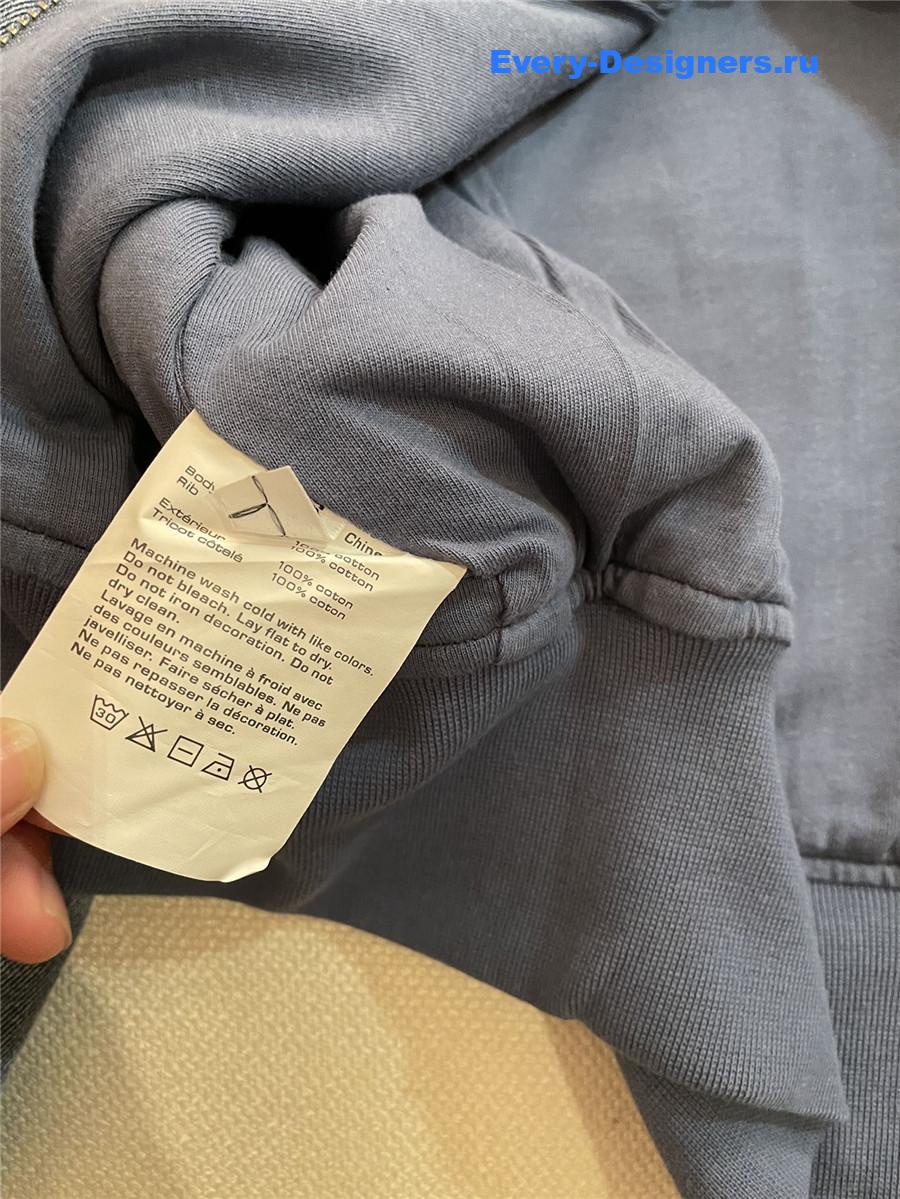 Every-Designers.ru
Body
Rib
China
100% cotton
100% cotton
Extérieur
Tricot côtelé
100% coton
100% coton
Machine wash cold with like colors.
Do not bleach. Lay flat to dry.
Do not iron decoration. Do not
dry clean.
Lavage en machine à froid avec
des couleurs semblables. Ne pas
javelliser. Faire sécher à plat.
Ne pas repasser la décoration.
Ne pas nettoyer à sec.
30